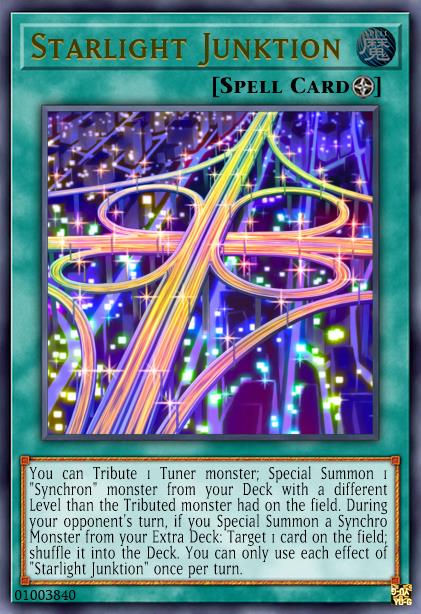 Starlight Junktion
魔
[Spell Card]
You can Tribute 1 Tuner monster; Special Summon 1
"Synchron" monster from your Deck with a different
Level than the Tributed monster had on the field. During
your opponent's turn, if you Special Summon a Synchro
Monster from your Extra Deck: Target 1 card on the field;
shuffle it into the Deck. You can only use each effect of
"Starlight Junktion" once per turn.
01003840